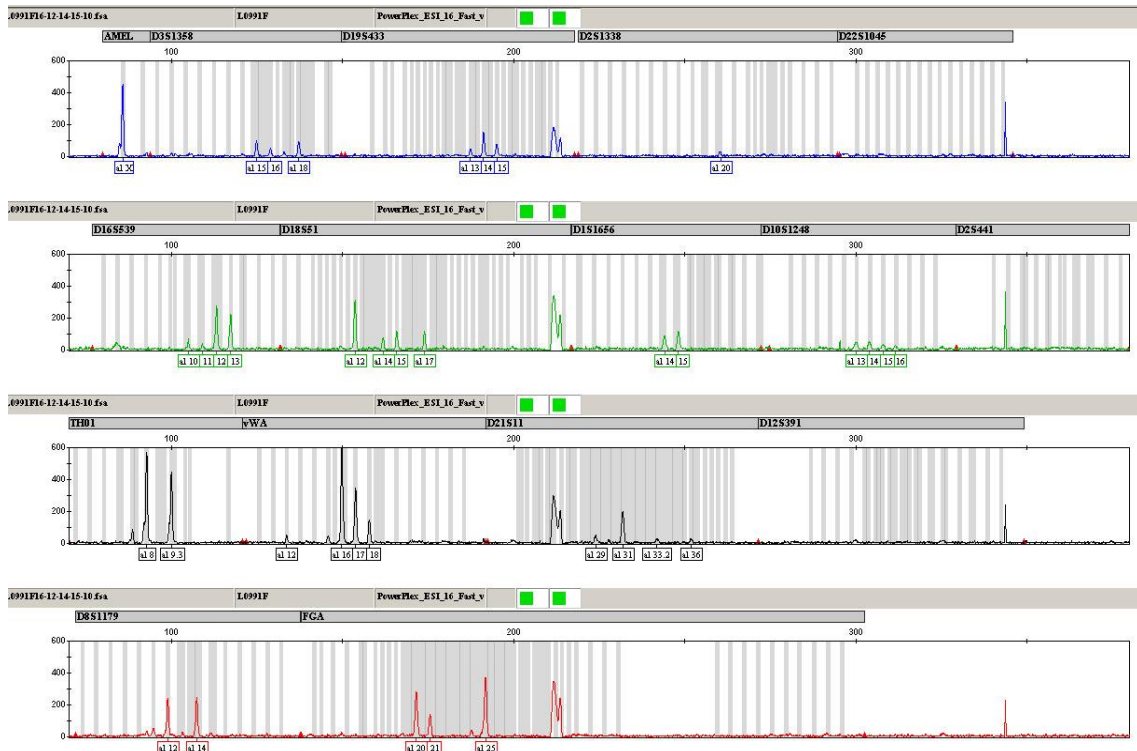 .0991F16-12-14-15-10.fsa L0991F PowerPlex_ESI_16_Fast_v
AMEL D3S1358 D19S433 D2S1338 D22S1045
100 200 300
600
400
200
0
al X al 15 16 al 18 al 13 14 15 al 20
.0991F16-12-14-15-10.fsa L0991F PowerPlex_ESI_16_Fast_v
D16S539 D18S51 D1S1656 D10S1248 D2S441
100 200 300
600
400
200
0
al 10 11 12 13 al 12 al 14 15 al 17 al 14 15 al 13 14 15 16
.0991F16-12-14-15-10.fsa L0991F PowerPlex_ESI_16_Fast_v
TH01 vWA D21S11 D12S391
100 200 300
600
400
200
0
al 8 al 9.3 al 12 al 16 17 18 al 29 al 31 al 33.2 al 36
.0991F16-12-14-15-10.fsa L0991F PowerPlex_ESI_16_Fast_v
D8S1179 FGA
100 200 300
600
400
200
0
al 12 al 14 al 20 21 al 25